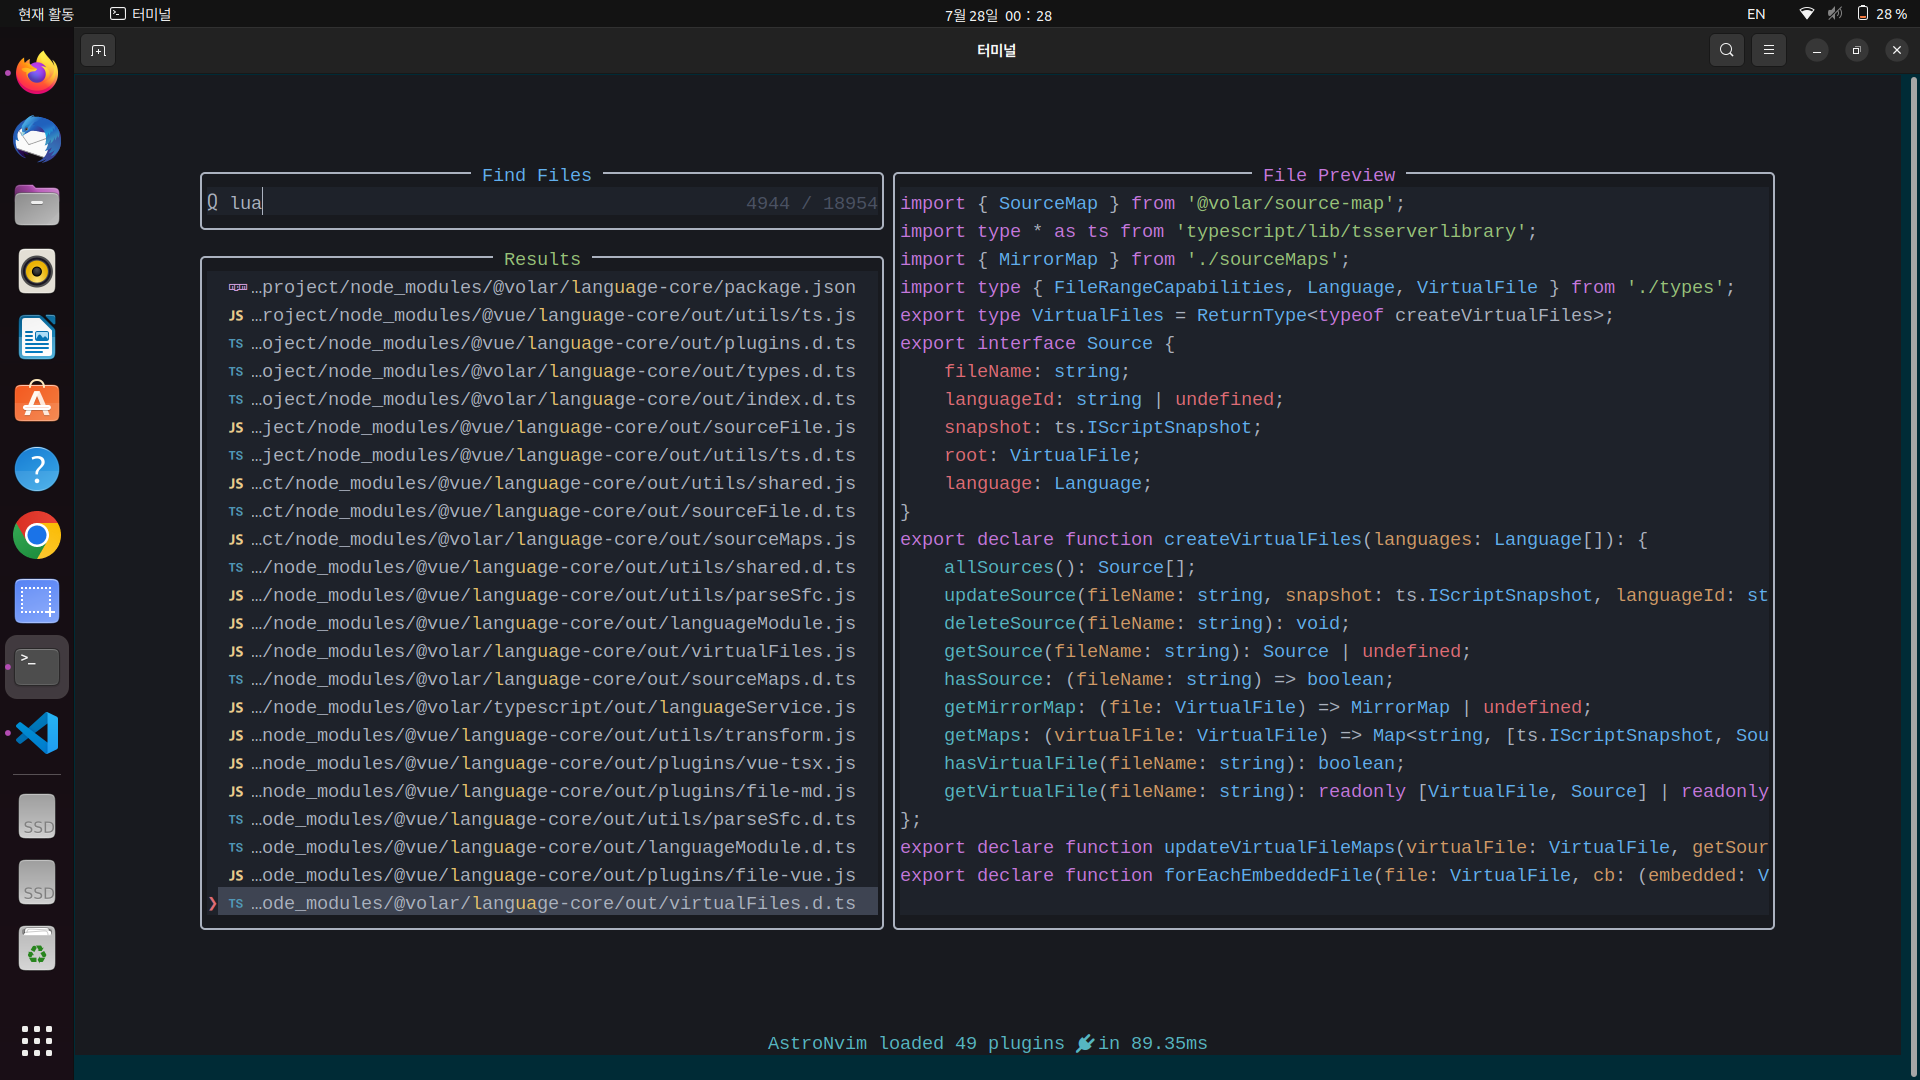 현재 활동
터미널
7월 28일 00 : 28
EN
28 %
터미널
Find Files
lua
4944 / 18954
Results
…project/node_modules/@volar/language-core/package.json
JS …roject/node_modules/@vue/language-core/out/utils/ts.js
TS …oject/node_modules/@vue/language-core/out/plugins.d.ts
TS …oject/node_modules/@volar/language-core/out/types.d.ts
TS …oject/node_modules/@volar/language-core/out/index.d.ts
JS …ject/node_modules/@vue/language-core/out/sourceFile.js
TS …ject/node_modules/@vue/language-core/out/utils/ts.d.ts
JS …ct/node_modules/@vue/language-core/out/utils/shared.js
TS …ct/node_modules/@vue/language-core/out/sourceFile.d.ts
JS …ct/node_modules/@volar/language-core/out/sourceMaps.js
TS …/node_modules/@vue/language-core/out/utils/shared.d.ts
JS …/node_modules/@vue/language-core/out/utils/parseSfc.js
JS …/node_modules/@vue/language-core/out/languageModule.js
JS …/node_modules/@volar/language-core/out/virtualFiles.js
TS …/node_modules/@volar/language-core/out/sourceMaps.d.ts
JS …/node_modules/@volar/typescript/out/languageService.js
JS …node_modules/@vue/language-core/out/utils/transform.js
JS …node_modules/@vue/language-core/out/plugins/vue-tsx.js
JS …node_modules/@vue/language-core/out/plugins/file-md.js
TS …ode_modules/@vue/language-core/out/utils/parseSfc.d.ts
TS …ode_modules/@vue/language-core/out/languageModule.d.ts
JS …ode_modules/@vue/language-core/out/plugins/file-vue.js
❯ TS …ode_modules/@volar/language-core/out/virtualFiles.d.ts
File Preview
import { SourceMap } from '@volar/source-map';
import type * as ts from 'typescript/lib/tsserverlibrary';
import { MirrorMap } from './sourceMaps';
import type { FileRangeCapabilities, Language, VirtualFile } from './types';
export type VirtualFiles = ReturnType<typeof createVirtualFiles>;
export interface Source {
    fileName: string;
    languageId: string | undefined;
    snapshot: ts.IScriptSnapshot;
    root: VirtualFile;
    language: Language;
}
export declare function createVirtualFiles(languages: Language[]): {
    allSources(): Source[];
    updateSource(fileName: string, snapshot: ts.IScriptSnapshot, languageId: st
    deleteSource(fileName: string): void;
    getSource(fileName: string): Source | undefined;
    hasSource: (fileName: string) => boolean;
    getMirrorMap: (file: VirtualFile) => MirrorMap | undefined;
    getMaps: (virtualFile: VirtualFile) => Map<string, [ts.IScriptSnapshot, Sou
    hasVirtualFile(fileName: string): boolean;
    getVirtualFile(fileName: string): readonly [VirtualFile, Source] | readonly
};
export declare function updateVirtualFileMaps(virtualFile: VirtualFile, getSour
export declare function forEachEmbeddedFile(file: VirtualFile, cb: (embedded: V
AstroNvim loaded 49 plugins in 89.35ms
SSD
SSD